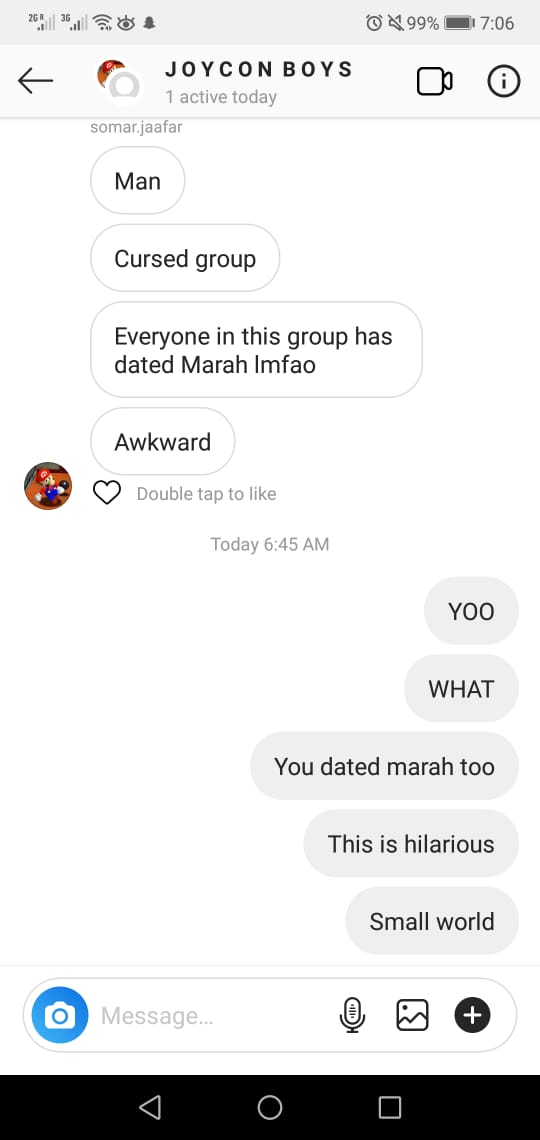 2G R 3G 99% 7:06
JOYCON BOYS
1 active today
somar.jaafar
Man
Cursed group
Everyone in this group has
dated Marah lmfao
Awkward
Double tap to like
Today 6:45 AM
YOO
WHAT
You dated marah too
This is hilarious
Small world
Message...